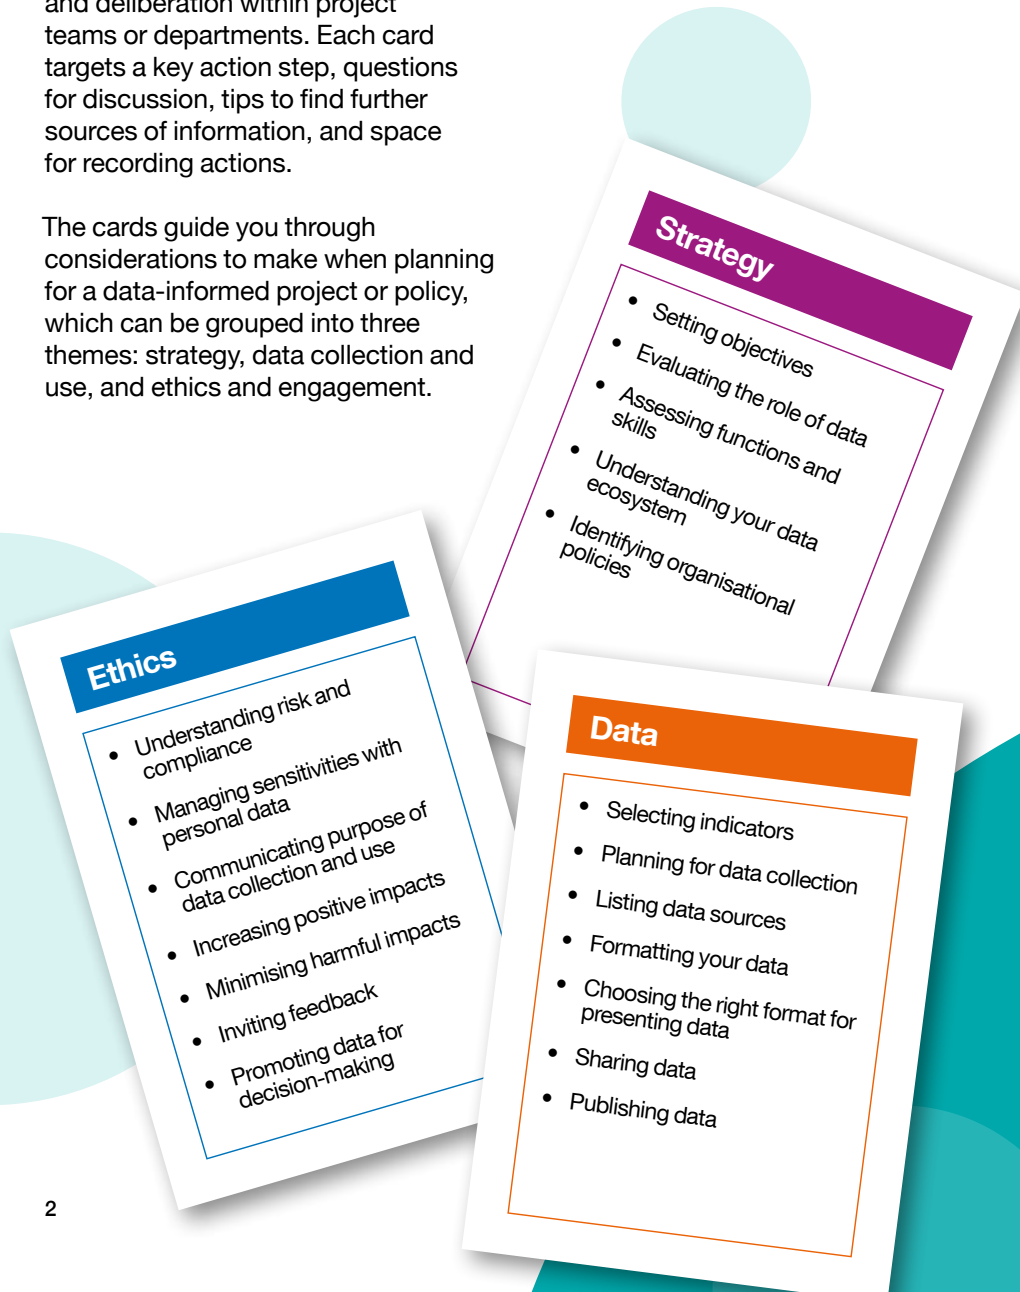 and deliberation within project
teams or departments. Each card
targets a key action step, questions
for discussion, tips to find further
sources of information, and space
for recording actions.
The cards guide you through
considerations to make when planning
for a data-informed project or policy,
which can be grouped into three
themes: strategy, data collection and
use, and ethics and engagement.
Strategy
• Setting objectives
• Evaluating the role of data
• Assessing functions and
skills
• Understanding your data
ecosystem
• Identifying organisational
policies
Ethics
• Understanding risk and
compliance
• Managing sensitivities with
personal data
• Communicating purpose of
data collection and use
• Increasing positive impacts
• Minimising harmful impacts
• Inviting feedback
• Promoting data for
decision-making
Data
• Selecting indicators
• Planning for data collection
• Listing data sources
• Formatting your data
• Choosing the right format for
presenting data
• Sharing data
• Publishing data
2